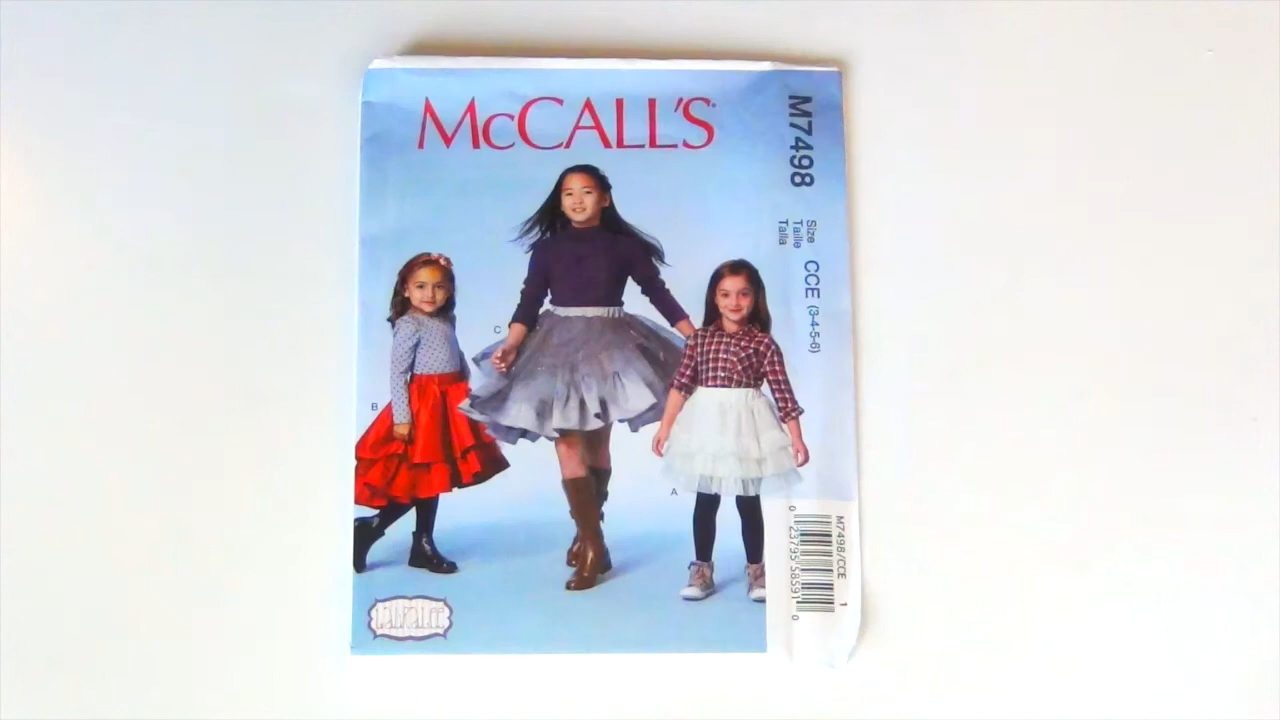 McCALL'S
M7498
Size
Taille
Talla
CCE (3-4-5-6)
C
B
A
M7498/CCE
1
0 23795 58591 0